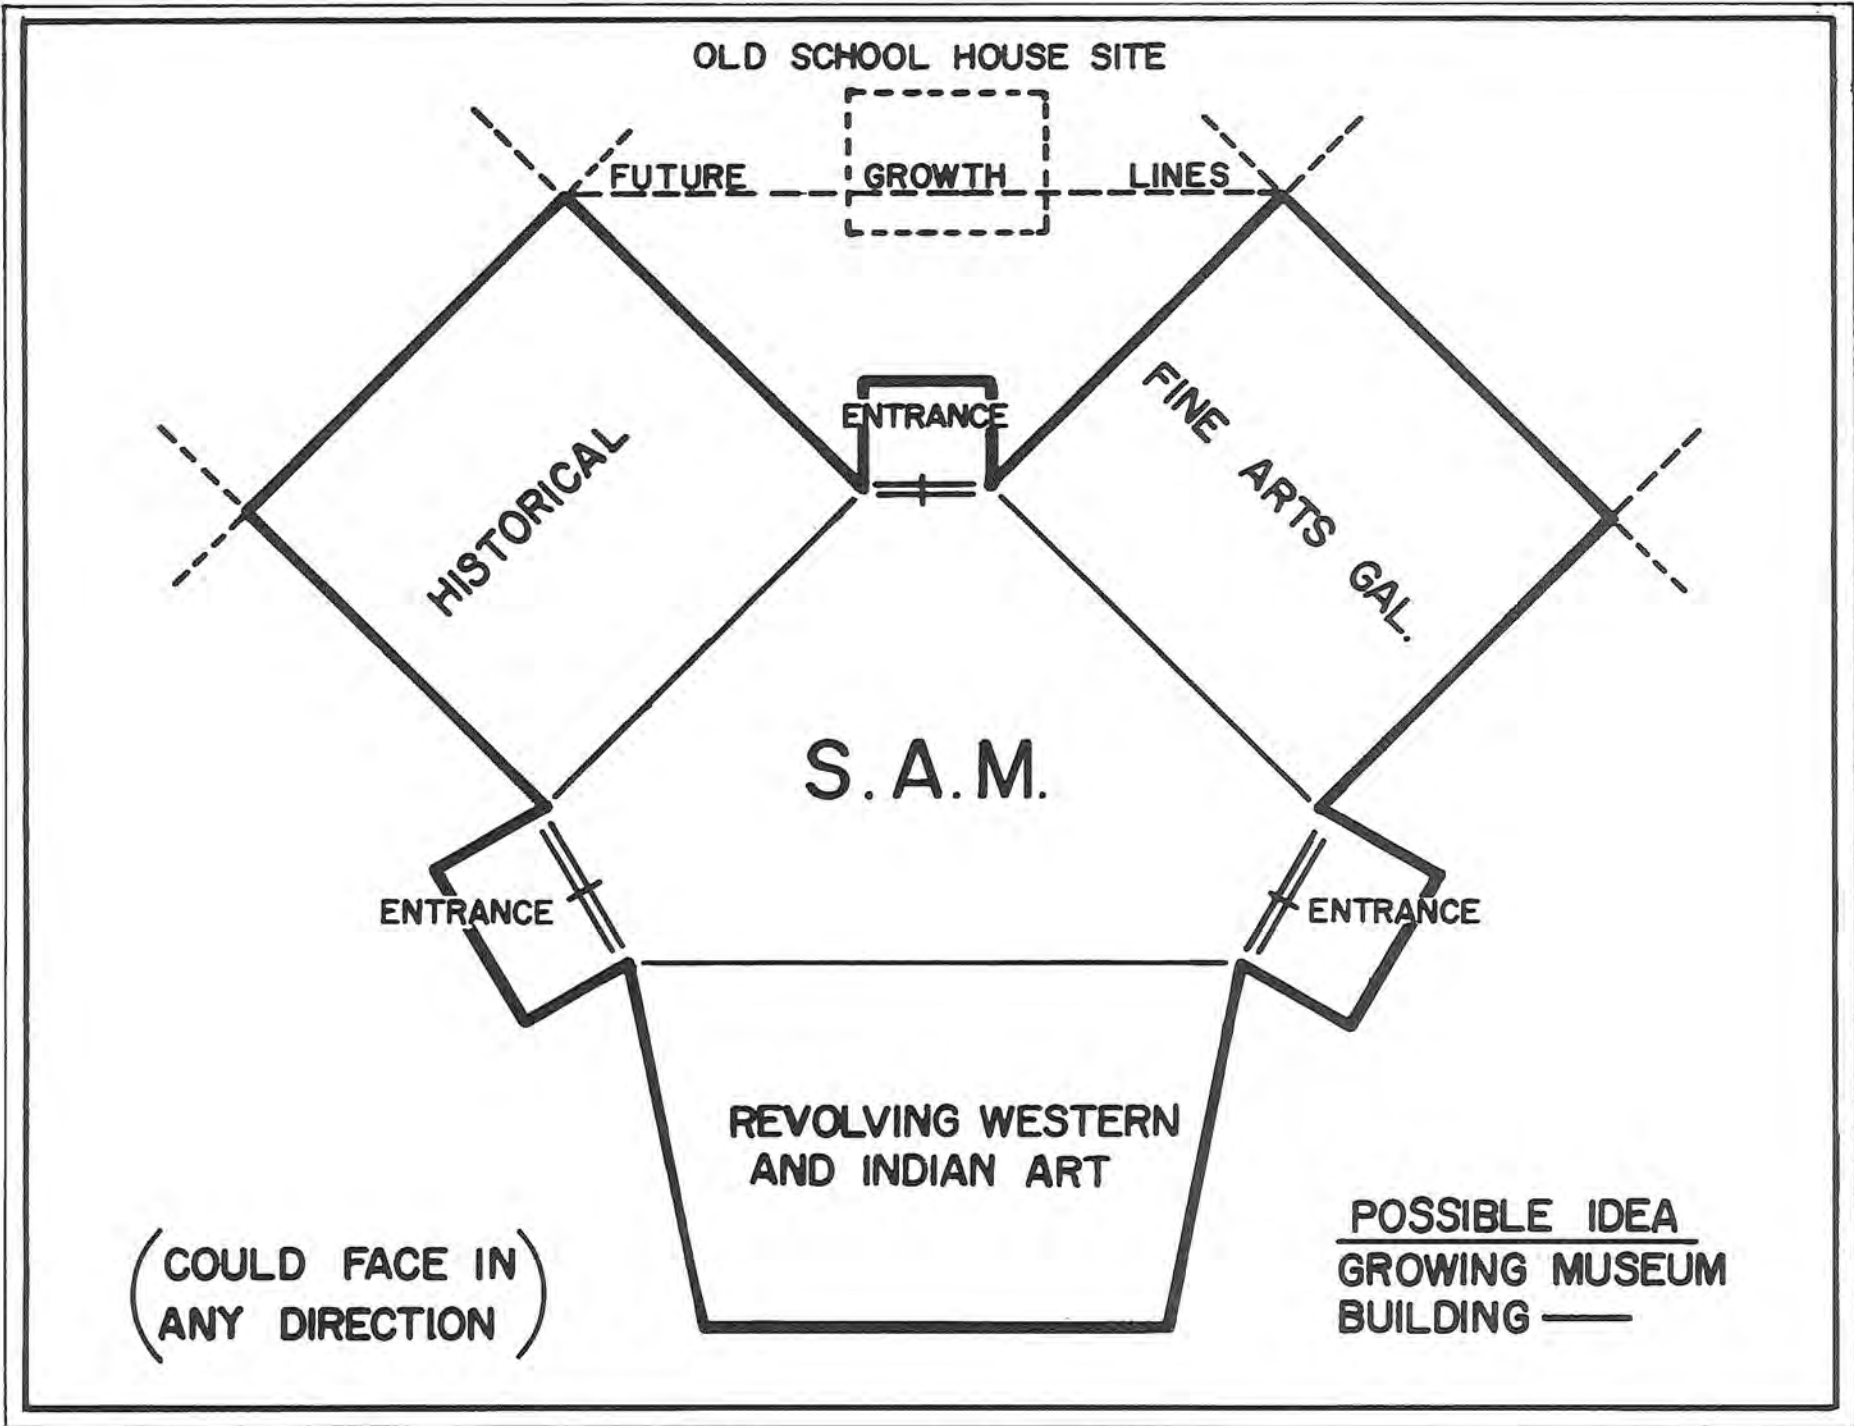 OLD SCHOOL HOUSE SITE
FUTURE GROWTH LINES
ENTRANCE
HISTORICAL
FINE ARTS GAL.
S.A.M.
ENTRANCE
ENTRANCE
REVOLVING WESTERN
AND INDIAN ART
(COULD FACE IN
ANY DIRECTION)
POSSIBLE IDEA
GROWING MUSEUM
BUILDING —